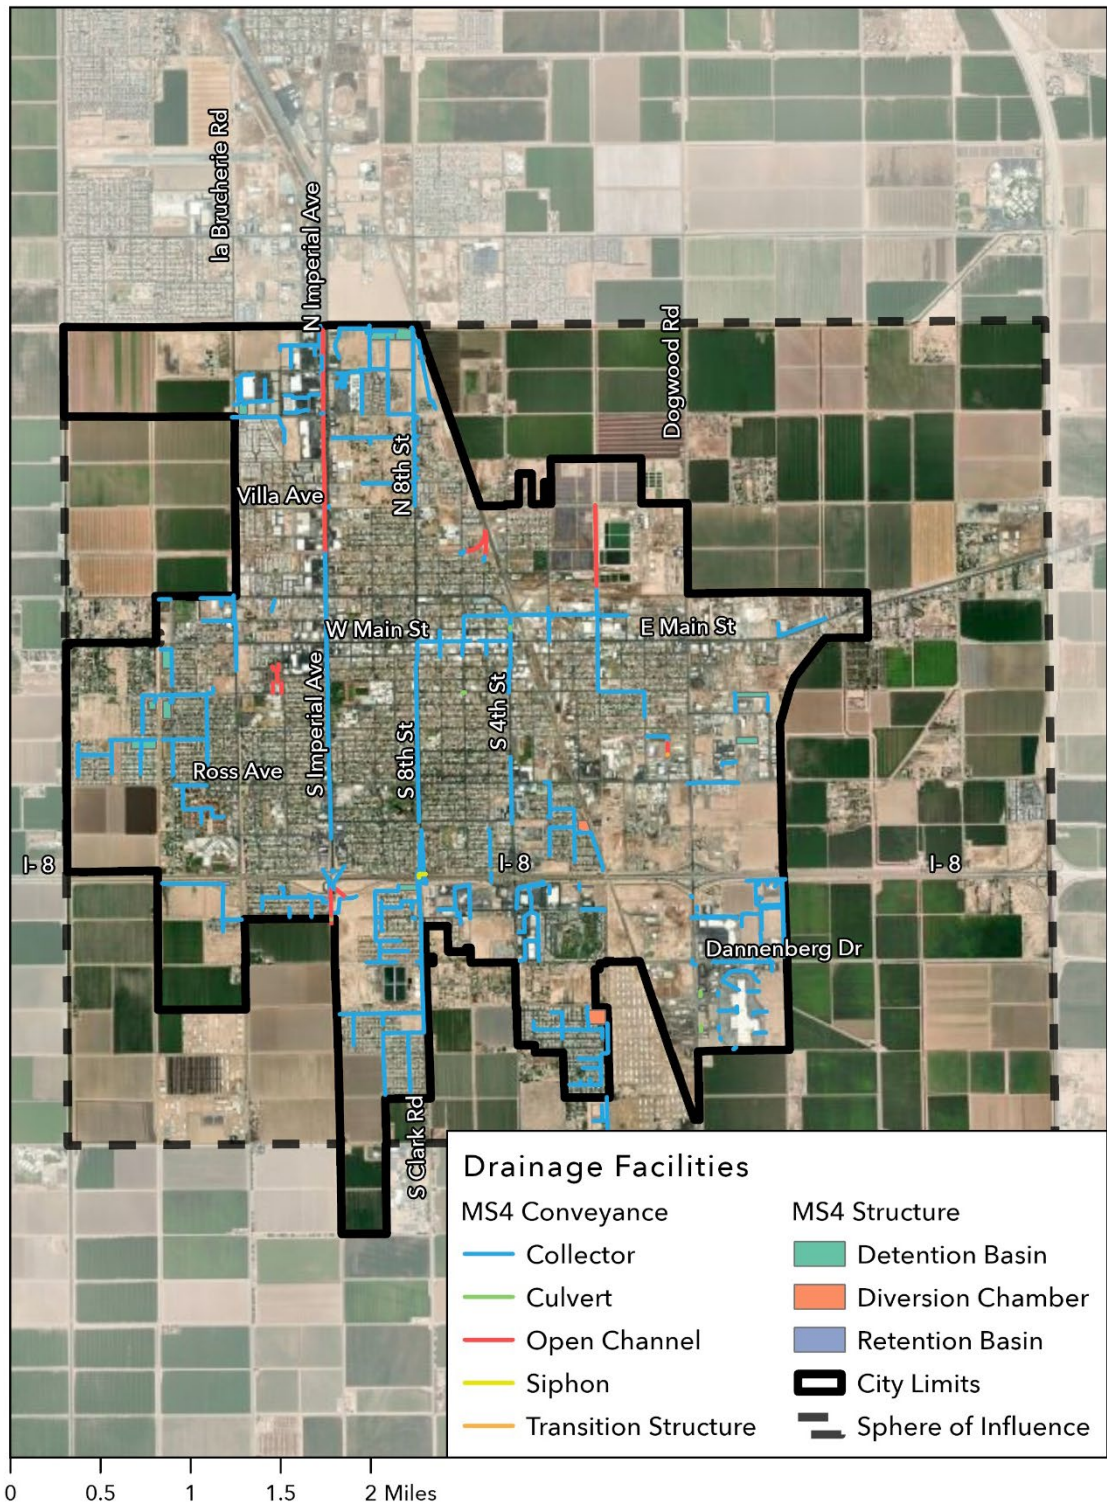 la Brucherie Rd
N Imperial Ave
Dogwood Rd
N 8th St
Villa Ave
W Main St
E Main St
S Imperial Ave
S 4th St
S 8th St
Ross Ave
I- 8
I- 8
I- 8
Dannenberg Dr
S Clark Rd
Drainage Facilities
MS4 Conveyance
Collector
Culvert
Open Channel
Siphon
Transition Structure
MS4 Structure
Detention Basin
Diversion Chamber
Retention Basin
City Limits
Sphere of Influence
0 0.5 1 1.5 2 Miles